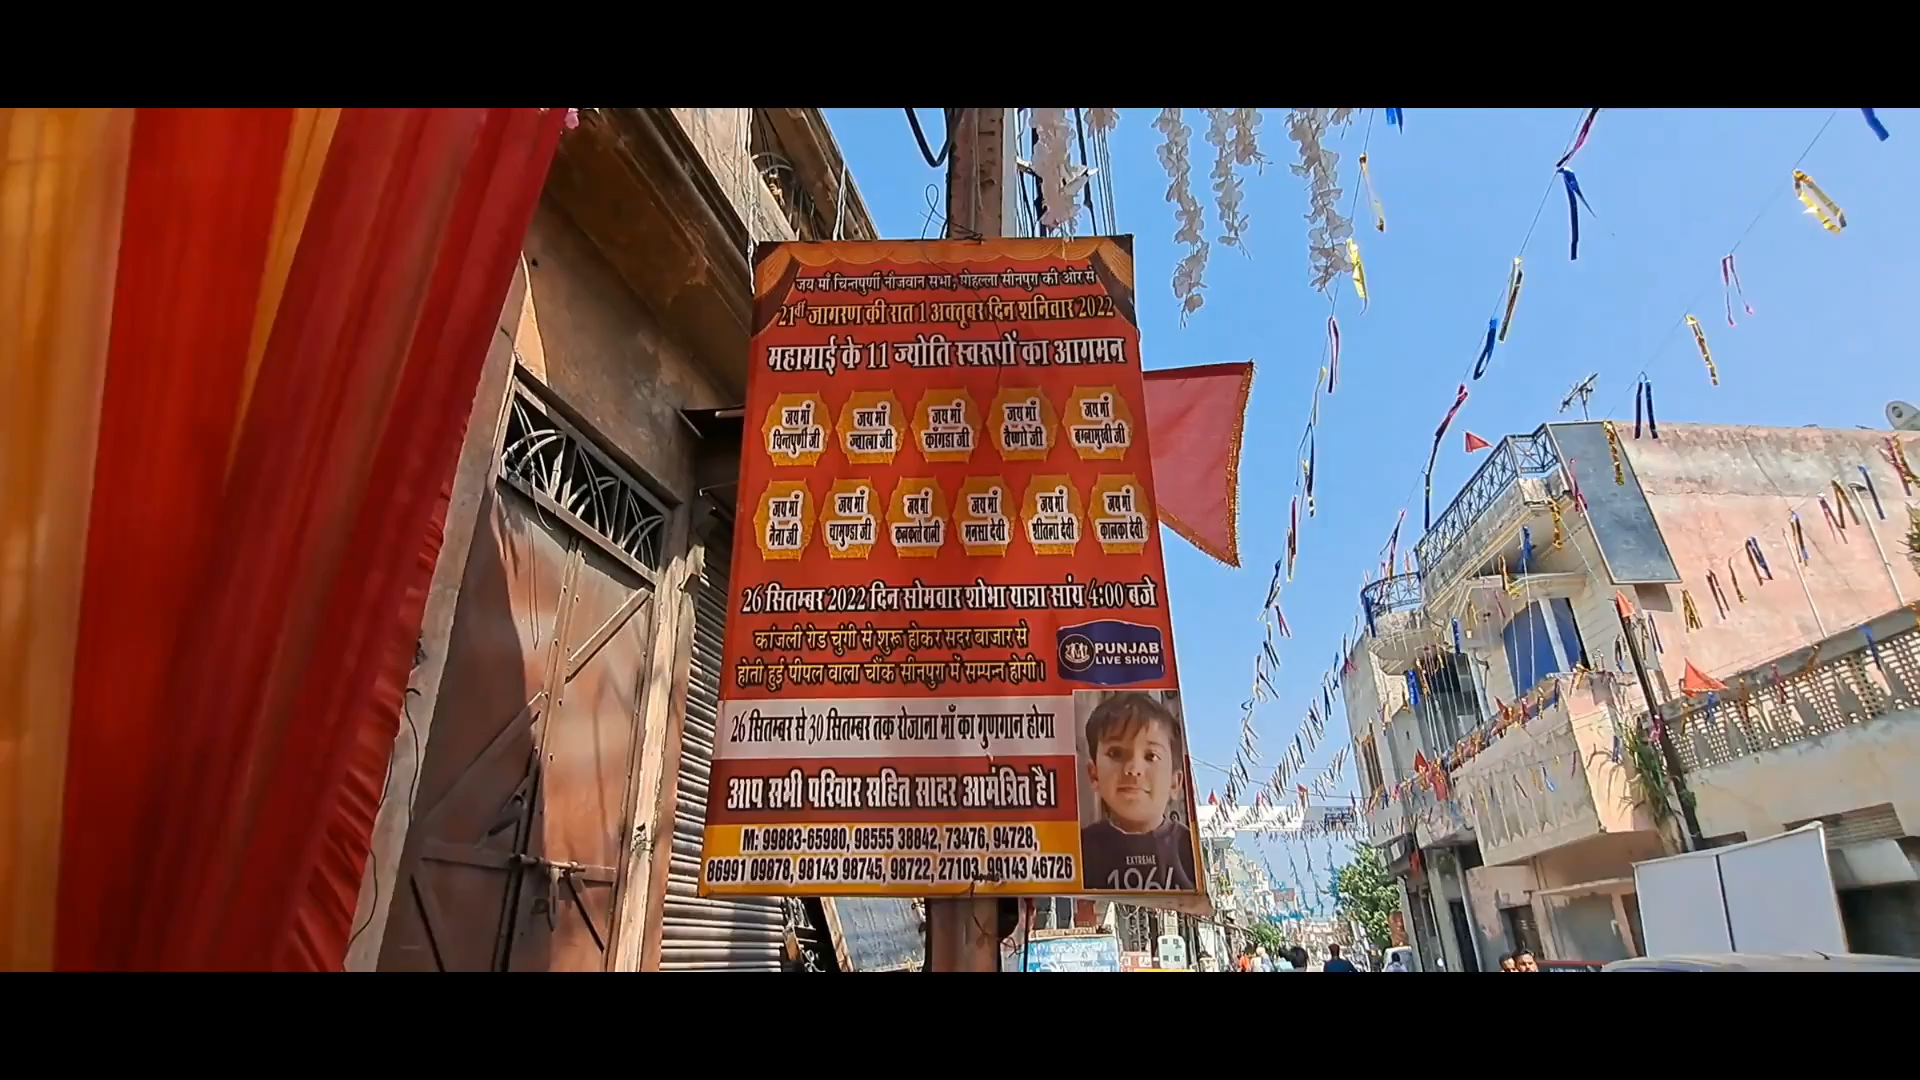 जय माँ चिन्तपुर्णी नौजवान सभा, मोहल्ला सीनपुरा की ओर से
21वीं जागरण की रात 1 अक्तूबर दिन शनिवार 2022
महामाई के 11 ज्योति स्वरूपों का आगमन
जय माँ चिन्तपुर्णी जी
जय माँ ज्वाला जी
जय माँ काँगडा जी
जय माँ वैष्णो जी
जय माँ बग्लामुखी जी
जय माँ नैना जी
जय माँ चामुण्डा जी
जय माँ कलकत्ते वाली
जय माँ मनसा देवी
जय माँ शीतला देवी
जय माँ कालका देवी
26 सितम्बर 2022 दिन सोमवार शोभा यात्रा सांय 4:00 बजे
कांजली रोड चुंगी से शुरू होकर सदर बाजार से
होती हुई पीपल वाला चौंक सीनपुरा में सम्पन्न होगी।
PUNJAB
LIVE SHOW
26 सितम्बर से 30 सितम्बर तक रोजाना माँ का गुणगान होगा
आप सभी परिवार सहित सादर आमंत्रित है।
M: 99883-65980, 98555 38842, 73476, 94728,
86991 09878, 98143 98745, 98722, 27103, 99143 46726
EXTREME
1964